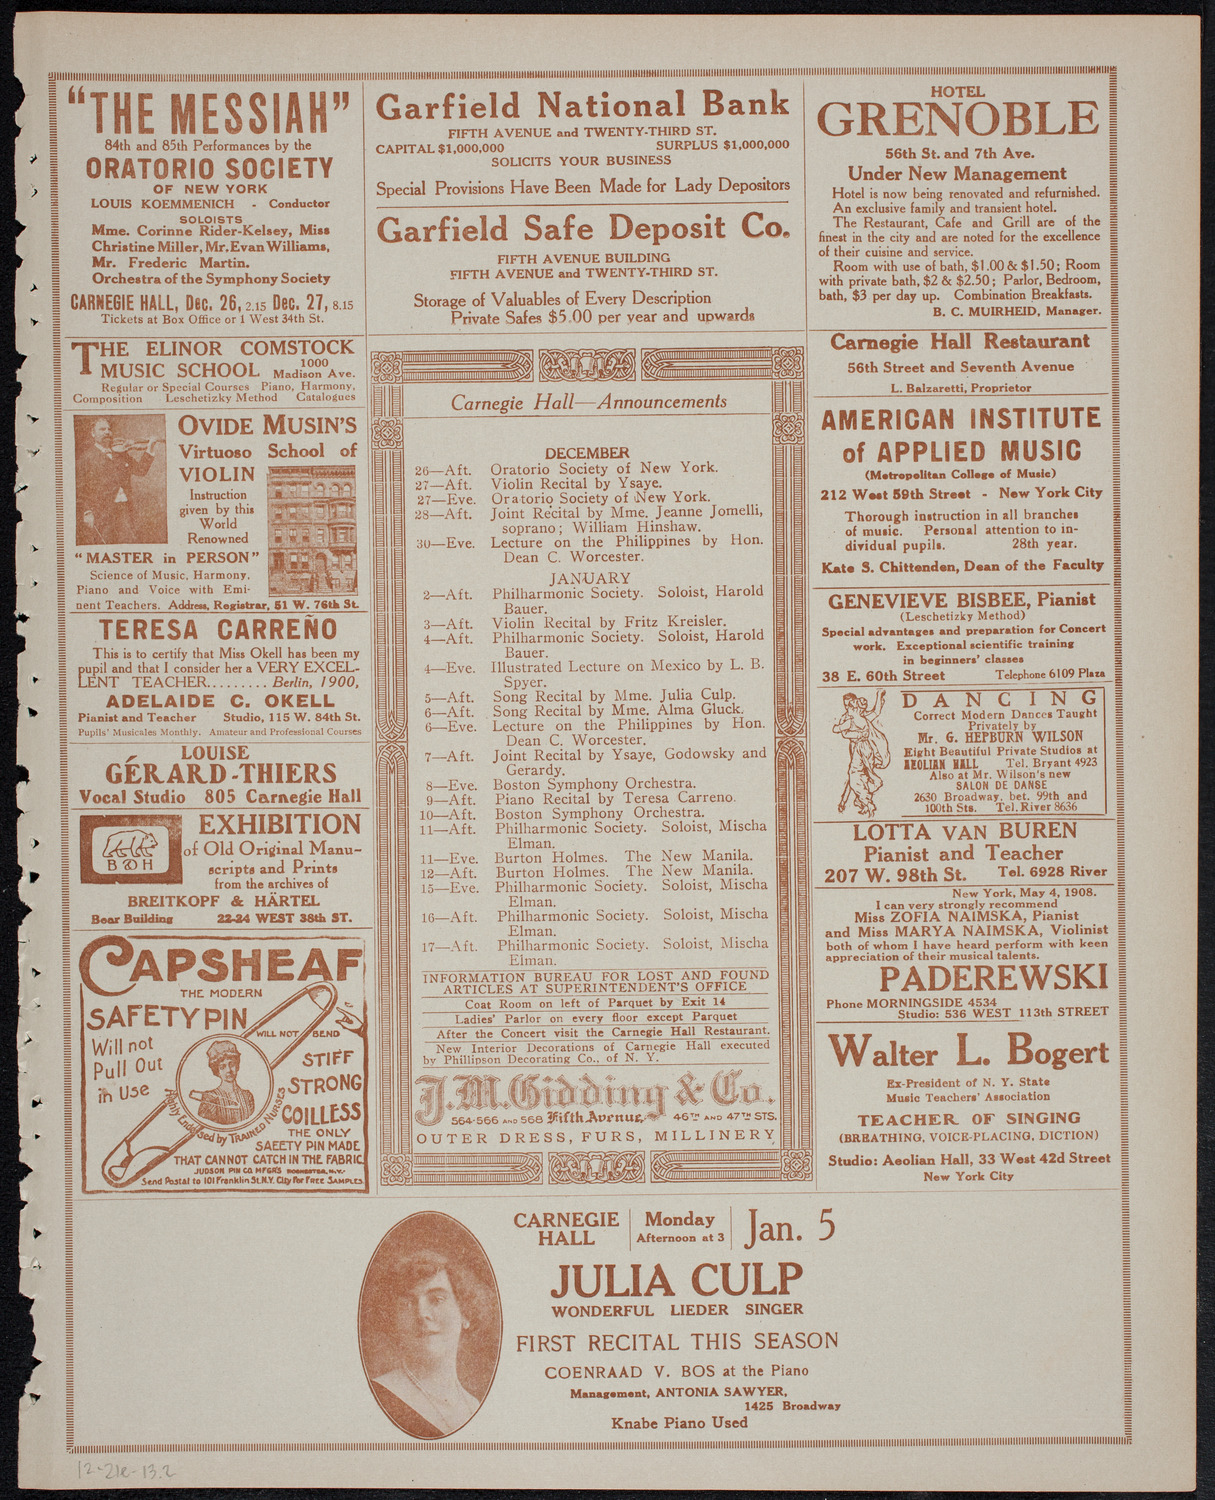 "THE MESSIAH"
84th and 85th Performances by the
ORATORIO SOCIETY
OF NEW YORK
LOUIS KOEMMENICH - Conductor
SOLOISTS
Mme. Corinne Rider-Kelsey, Miss
Christine Miller, Mr. Evan Williams,
Mr. Frederic Martin.
Orchestra of the Symphony Society
CARNEGIE HALL, Dec. 26, 2.15 Dec. 27, 8.15
Tickets at Box Office or 1 West 34th St.
THE ELINOR COMSTOCK
MUSIC SCHOOL 1000 Madison Ave.
Regular or Special Courses Piano, Harmony,
Composition Leschetizky Method Catalogues
OVIDE MUSIN'S
Virtuoso School of
VIOLIN
Instruction
given by this
World
Renowned
"MASTER in PERSON"
Science of Music, Harmony,
Piano and Voice with Emi-
nent Teachers. Address, Registrar, 51 W. 76th St.
TERESA CARREÑO
This is to certify that Miss Okell has been my
pupil and that I consider her a VERY EXCEL-
LENT TEACHER........ Berlin, 1900,
ADELAIDE C. OKELL
Pianist and Teacher Studio, 115 W. 84th St.
Pupils' Musicales Monthly. Amateur and Professional Courses
LOUISE
GÉRARD-THIERS
Vocal Studio 805 Carnegie Hall
B & H
EXHIBITION
of Old Original Manu-
scripts and Prints
from the archives of
BREITKOPF & HÄRTEL
Bear Building 22-24 WEST 38th ST.
CAPSHEAF
THE MODERN
SAFETY PIN
WILL NOT BEND
Will not
Pull Out
in Use
Highly Endorsed by TRAINED NURSES
STIFF
STRONG
COILLESS
THE ONLY
SAFETY PIN MADE
THAT CANNOT CATCH IN THE FABRIC
JUDSON PIN CO. MFGRS ROCHESTER, N.Y.
Send Postal to 101 Franklin St. N.Y. City For FREE SAMPLES
Garfield National Bank
FIFTH AVENUE and TWENTY-THIRD ST.
CAPITAL $1,000,000 SURPLUS $1,000,000
SOLICITS YOUR BUSINESS
Special Provisions Have Been Made for Lady Depositors
Garfield Safe Deposit Co.
FIFTH AVENUE BUILDING
FIFTH AVENUE and TWENTY-THIRD ST.
Storage of Valuables of Every Description
Private Safes $5.00 per year and upwards
Carnegie Hall—Announcements
DECEMBER
26—Aft. Oratorio Society of New York.
27—Aft. Violin Recital by Ysaye.
27—Eve. Oratorio Society of New York.
28—Aft. Joint Recital by Mme. Jeanne Jomelli,
soprano; William Hinshaw.
30—Eve. Lecture on the Philippines by Hon.
Dean C. Worcester.
JANUARY
2—Aft. Philharmonic Society. Soloist, Harold
Bauer.
3—Aft. Violin Recital by Fritz Kreisler.
4—Aft. Philharmonic Society. Soloist, Harold
Bauer.
4—Eve. Illustrated Lecture on Mexico by L. B.
Spyer.
5—Aft. Song Recital by Mme. Julia Culp.
6—Aft. Song Recital by Mme. Alma Gluck.
6—Eve. Lecture on the Philippines by Hon.
Dean C. Worcester.
7—Aft. Joint Recital by Ysaye, Godowsky and
Gerardy.
8—Eve. Boston Symphony Orchestra.
9—Aft. Piano Recital by Teresa Carreno.
10—Aft. Boston Symphony Orchestra.
11—Aft. Philharmonic Society. Soloist, Mischa
Elman.
11—Eve. Burton Holmes. The New Manila.
12—Aft. Burton Holmes. The New Manila.
15—Eve. Philharmonic Society. Soloist, Mischa
Elman.
16—Aft. Philharmonic Society. Soloist, Mischa
Elman.
17—Aft. Philharmonic Society. Soloist, Mischa
Elman.
INFORMATION BUREAU FOR LOST AND FOUND
ARTICLES AT SUPERINTENDENT'S OFFICE
Coat Room on left of Parquet by Exit 14
Ladies' Parlor on every floor except Parquet
After the Concert visit the Carnegie Hall Restaurant.
New Interior Decorations of Carnegie Hall executed
by Phillipson Decorating Co., of N. Y.
J. M. Gidding & Co.
564-566 AND 568 Fifth Avenue, 46TH AND 47TH STS.
OUTER DRESS, FURS, MILLINERY
HOTEL
GRENOBLE
56th St. and 7th Ave.
Under New Management
Hotel is now being renovated and refurnished.
An exclusive family and transient hotel.
The Restaurant, Cafe and Grill are of the
finest in the city and are noted for the excellence
of their cuisine and service.
Room with use of bath, $1.00 & $1.50; Room
with private bath, $2 & $2.50; Parlor, Bedroom,
bath, $3 per day up. Combination Breakfasts.
B. C. MUIRHEID, Manager.
Carnegie Hall Restaurant
56th Street and Seventh Avenue
L. Balzaretti, Proprietor
AMERICAN INSTITUTE
of APPLIED MUSIC
(Metropolitan College of Music)
212 West 59th Street - New York City
Thorough instruction in all branches
of music. Personal attention to in-
dividual pupils. 28th year.
Kate S. Chittenden, Dean of the Faculty
GENEVIEVE BISBEE, Pianist
(Leschetizky Method)
Special advantages and preparation for Concert
work. Exceptional scientific training
in beginners' classes
38 E. 60th Street Telephone 6109 Plaza
DANCING
Correct Modern Dances Taught
Privately by
Mr. G. HEPBURN WILSON
Eight Beautiful Private Studios at
AEOLIAN HALL Tel. Bryant 4923
Also at Mr. Wilson's new
SALON DE DANSE
2630 Broadway, bet. 99th and
100th Sts. Tel. River 8636
LOTTA VAN BUREN
Pianist and Teacher
207 W. 98th St. Tel. 6928 River
New York, May 4, 1908.
I can very strongly recommend
Miss ZOFIA NAIMSKA, Pianist
and Miss MARYA NAIMSKA, Violinist
both of whom I have heard perform with keen
appreciation of their musical talents.
PADEREWSKI
Phone MORNINGSIDE 4534
Studio: 536 WEST 113th STREET
Walter L. Bogert
Ex-President of N. Y. State
Music Teachers' Association
TEACHER OF SINGING
(BREATHING, VOICE-PLACING, DICTION)
Studio: Aeolian Hall, 33 West 42d Street
New York City
CARNEGIE HALL Monday Afternoon at 3 Jan. 5
JULIA CULP
WONDERFUL LIEDER SINGER
FIRST RECITAL THIS SEASON
COENRAAD V. BOS at the Piano
Management, ANTONIA SAWYER,
1425 Broadway
Knabe Piano Used